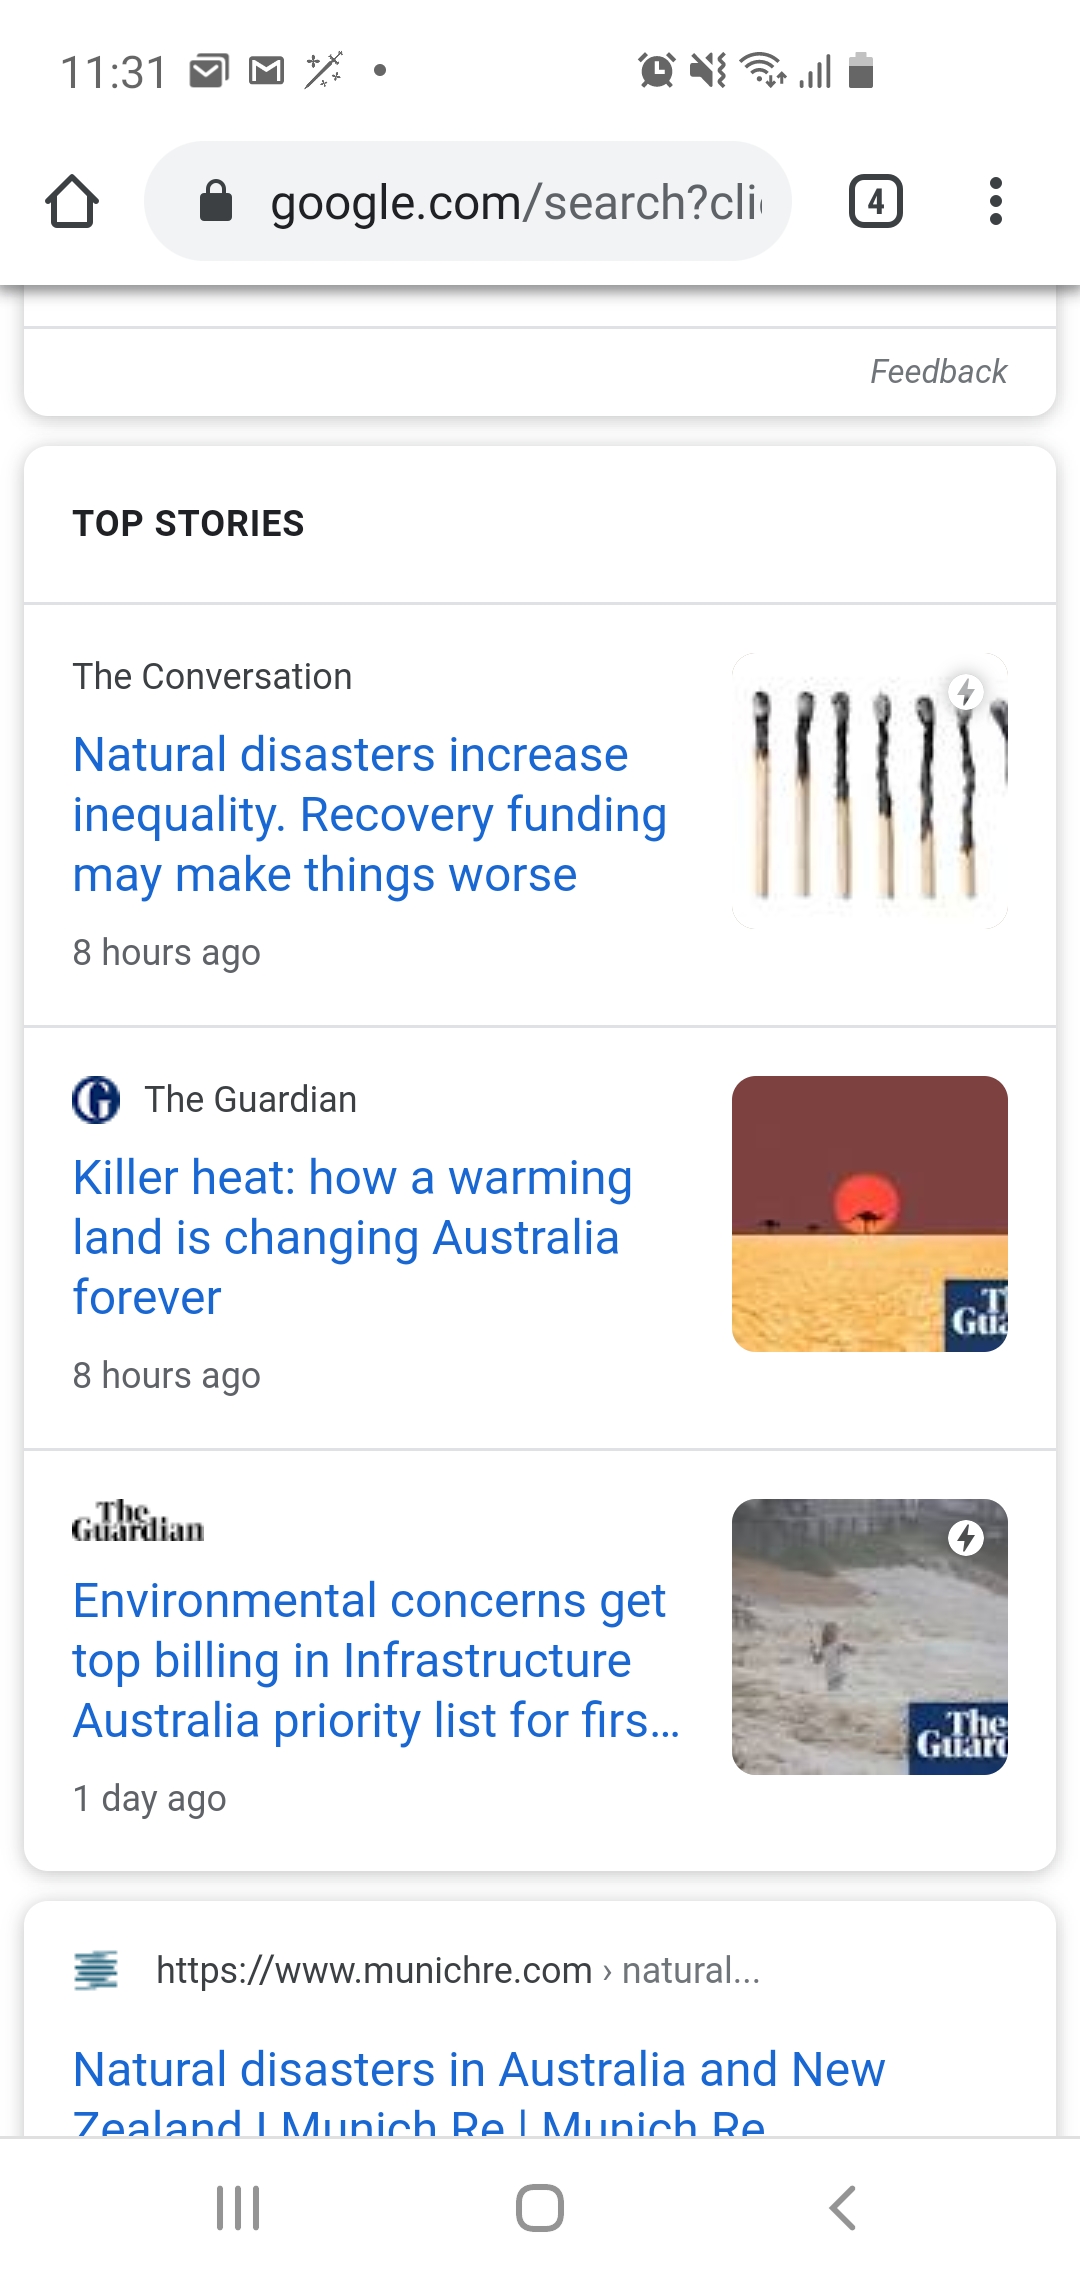 11:31
google.com/search?cli
4
Feedback
TOP STORIES
The Conversation
Natural disasters increase
inequality. Recovery funding
may make things worse
8 hours ago
The Guardian
Killer heat: how a warming
land is changing Australia
forever
8 hours ago
The
Guardian
Environmental concerns get
top billing in Infrastructure
Australia priority list for firs...
1 day ago
The
Guard
https://www.munichre.com › natural...
Natural disasters in Australia and New
Zealand | Munich Re | Munich Re